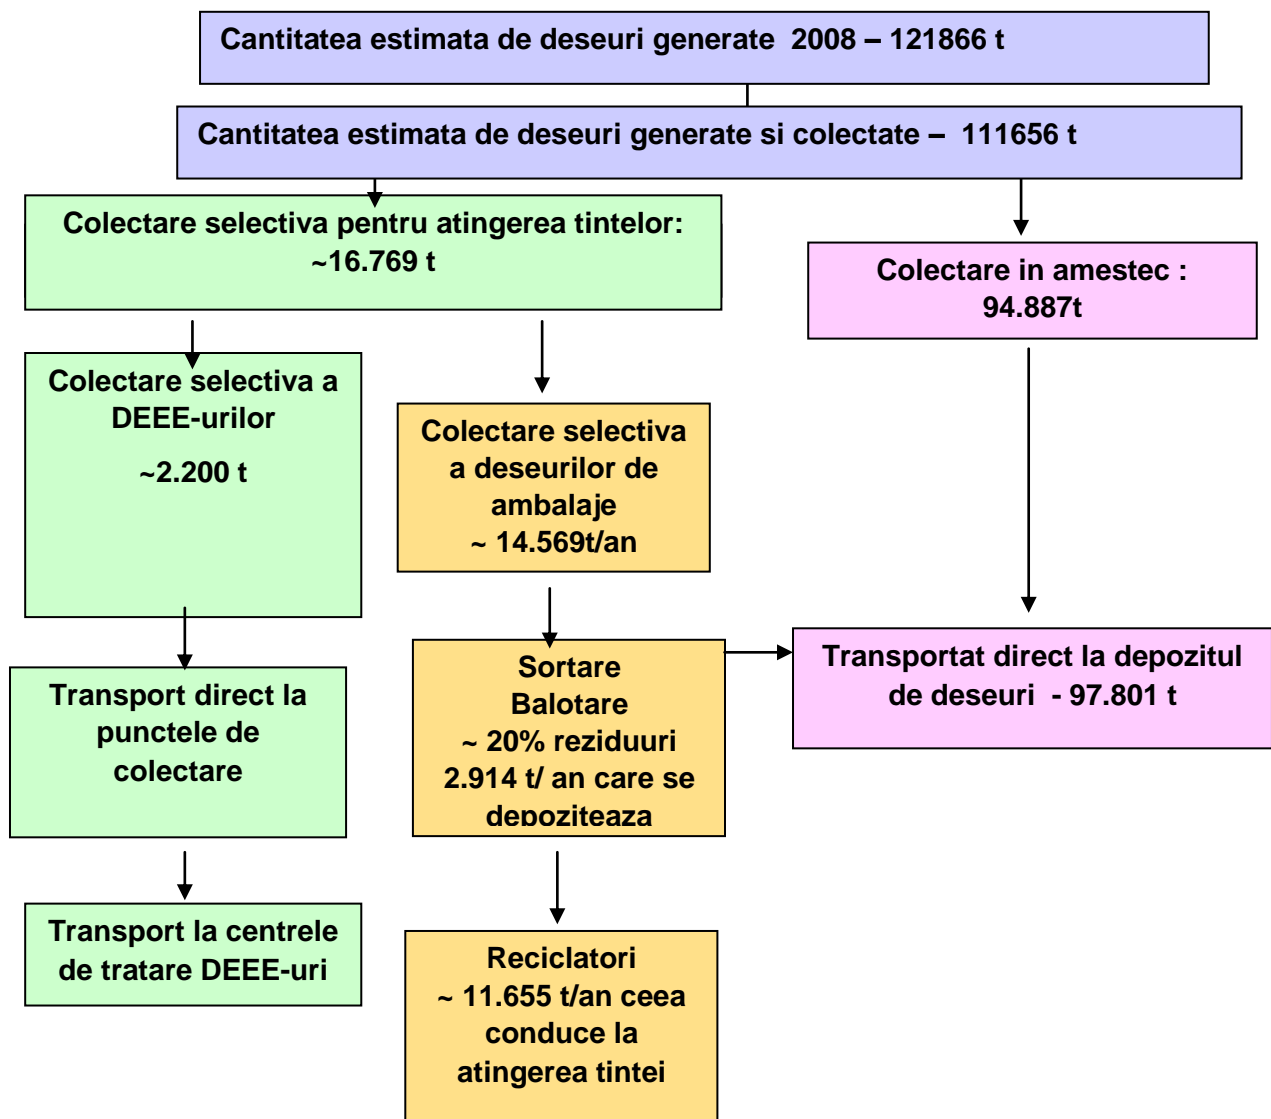 Cantitatea estimata de deseuri generate  2008 – 121866 t
Cantitatea estimata de deseuri generate si colectate –  111656 t
Colectare selectiva pentru atingerea tintelor:
~16.769 t
Colectare in amestec :
94.887t
Colectare selectiva a
DEEE-urilor
~2.200 t
Colectare selectiva
a deseurilor de
ambalaje
~ 14.569t/an
Sortare
Balotare
~ 20% reziduuri
2.914 t/ an care se
depoziteaza
Transportat direct la depozitul
de deseuri  - 97.801 t
Transport direct la
punctele de
colectare
Transport la centrele
de tratare DEEE-uri
Reciclatori
~ 11.655 t/an ceea
conduce la
atingerea tintei